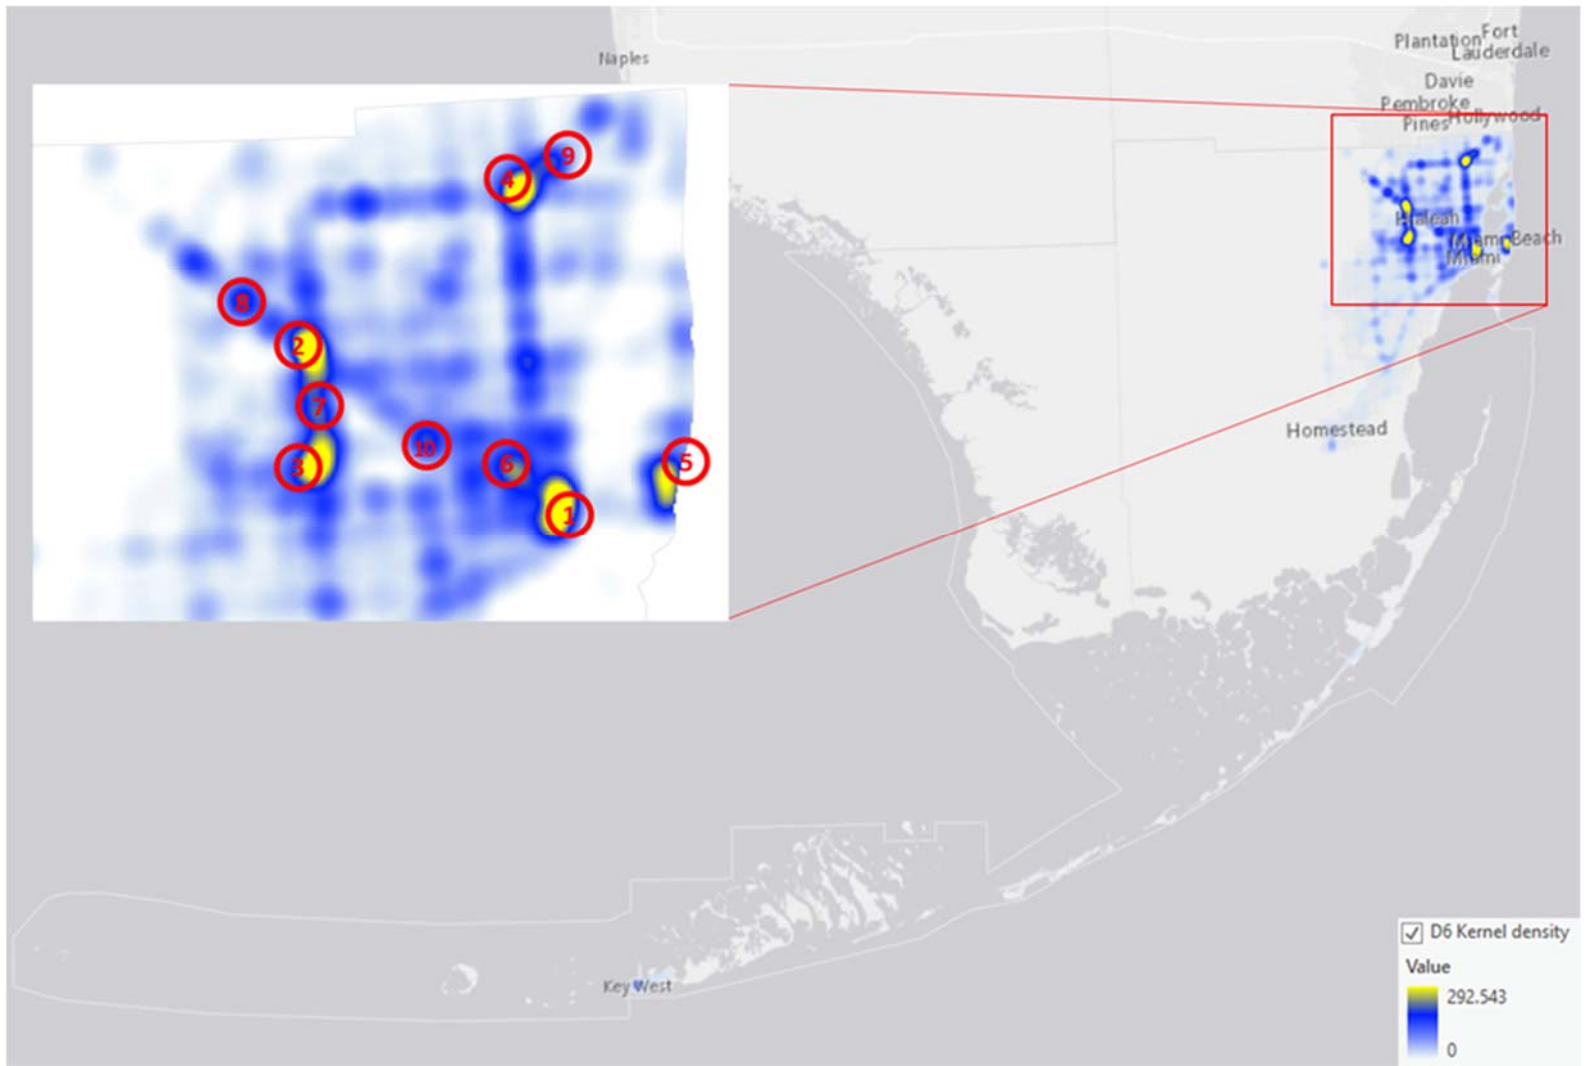 Naples
Plantation
Fort
Lauderdale
Davie
Pembroke
Pines
Hollywood
9
4
8
2
7
10
6
5
3
1
Hialeah
Miami Beach
Miami
Homestead
Key West
D6 Kernel density
Value
292.543
0